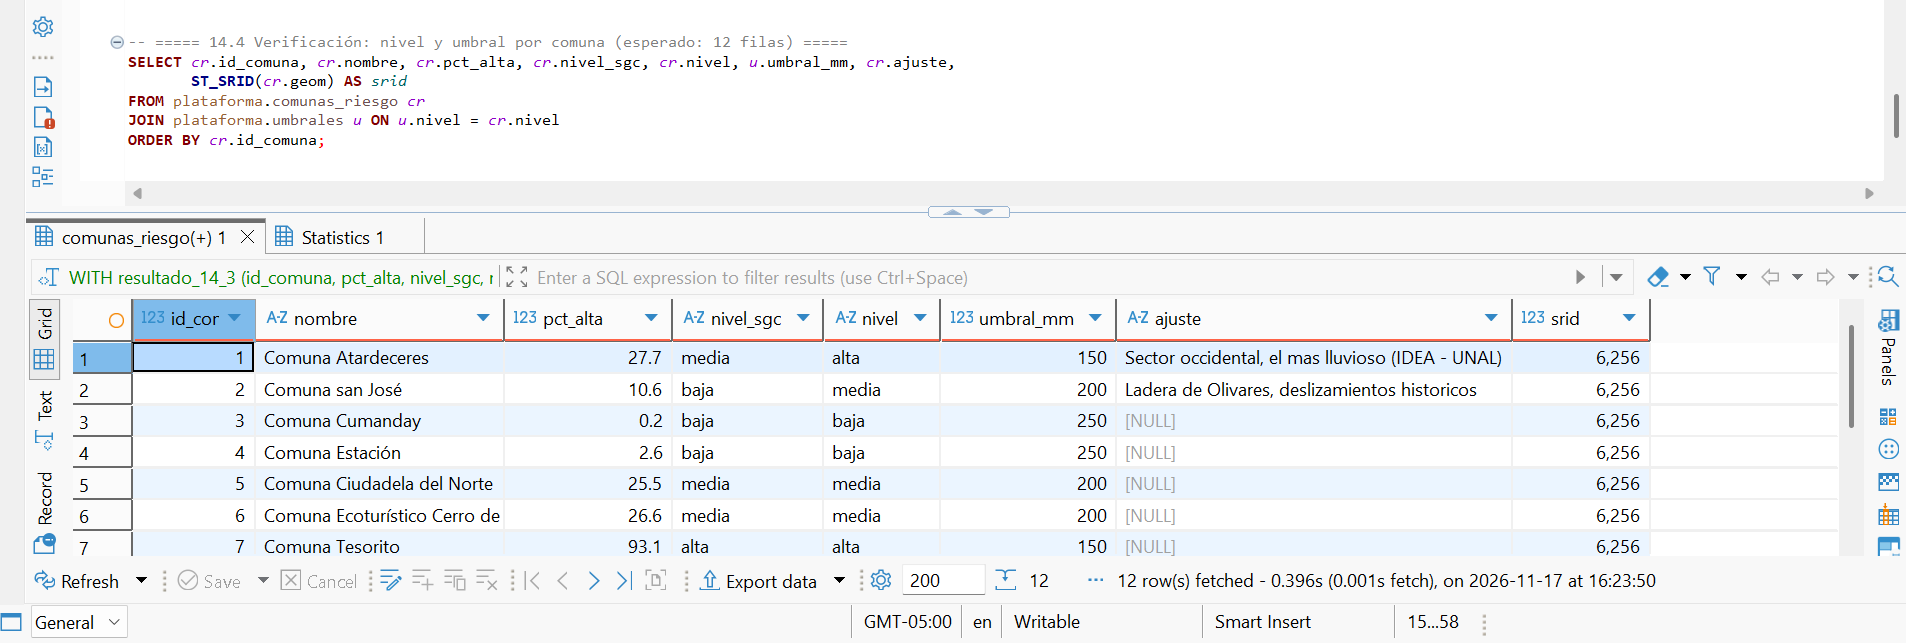 -- ===== 14.4 Verificación: nivel y umbral por comuna (esperado: 12 filas) =====
SELECT cr.id_comuna, cr.nombre, cr.pct_alta, cr.nivel_sgc, cr.nivel, u.umbral_mm, cr.ajuste,
ST_SRID(cr.geom) AS srid
FROM plataforma.comunas_riesgo cr
JOIN plataforma.umbrales u ON u.nivel = cr.nivel
ORDER BY cr.id_comuna;
comunas_riesgo(+) 1 Statistics 1
WITH resultado_14_3 (id_comuna, pct_alta, nivel_sgc, Enter a SQL expression to filter results (use Ctrl+Space)
Grid
Text
Record
Panels
123 id_cor A-Z nombre 123 pct_alta A-Z nivel_sgc A-Z nivel 123 umbral_mm A-Z ajuste 123 srid
1 1 Comuna Atardeceres 27.7 media alta 150 Sector occidental, el mas lluvioso (IDEA - UNAL) 6,256
2 2 Comuna san José 10.6 baja media 200 Ladera de Olivares, deslizamientos historicos 6,256
3 3 Comuna Cumanday 0.2 baja baja 250 [NULL] 6,256
4 4 Comuna Estación 2.6 baja baja 250 [NULL] 6,256
5 5 Comuna Ciudadela del Norte 25.5 media media 200 [NULL] 6,256
6 6 Comuna Ecoturístico Cerro de 26.6 media media 200 [NULL] 6,256
7 7 Comuna Tesorito 93.1 alta alta 150 [NULL] 6,256
Refresh Save Cancel Export data 200 12 12 row(s) fetched - 0.396s (0.001s fetch), on 2026-11-17 at 16:23:50
General GMT-05:00 en Writable Smart Insert 15...58